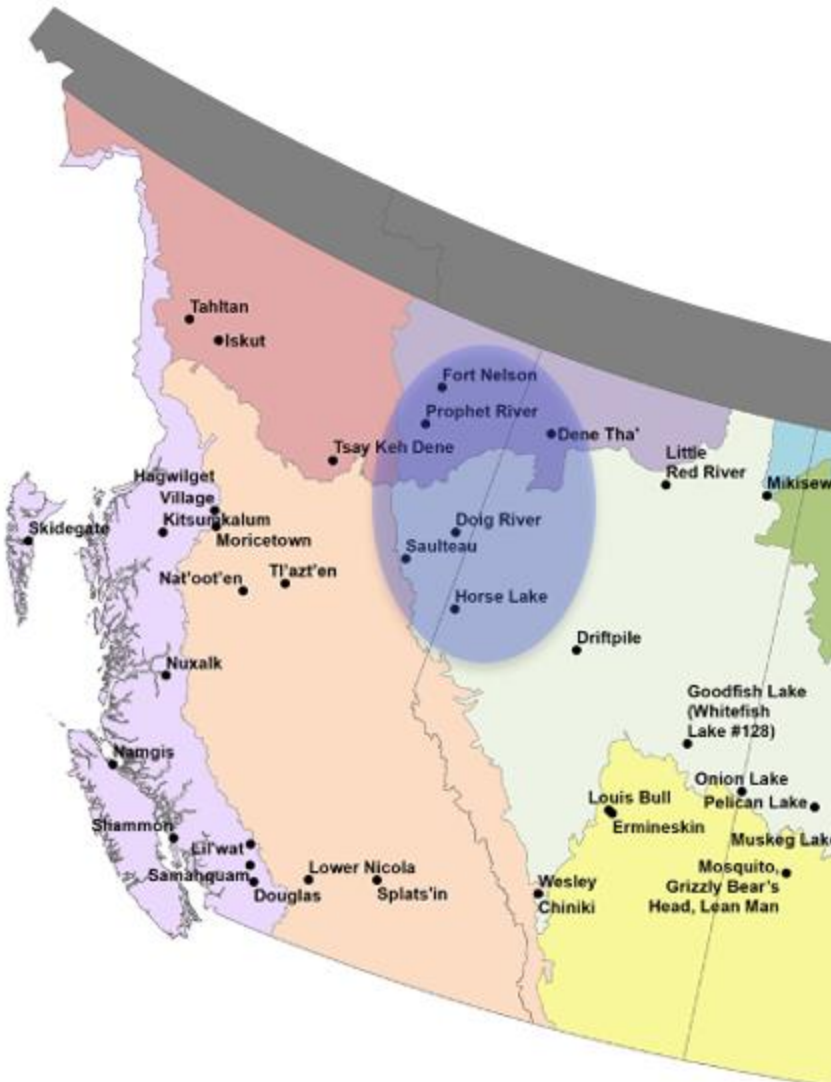 Tahltan
Iskut
Fort Nelson
Prophet River
Dene Tha'
Tsay Keh Dene
Little
Red River
Hagwilget
Village
Mikisew
Kitsumkalum
Skidegate
Doig River
Moricetown
Saulteau
Nat'oot'en
Tl'azt'en
Horse Lake
Driftpile
Nuxalk
Goodfish Lake
(Whitefish
Lake #128)
Namgis
Onion Lake
Louis Bull
Pelican Lake
Shammon
Ermineskin
Muskeg Lake
Lil'wat
Lower Nicola
Mosquito,
Grizzly Bear's
Head, Lean Man
Samahquam
Douglas
Splats'in
Wesley
Chiniki